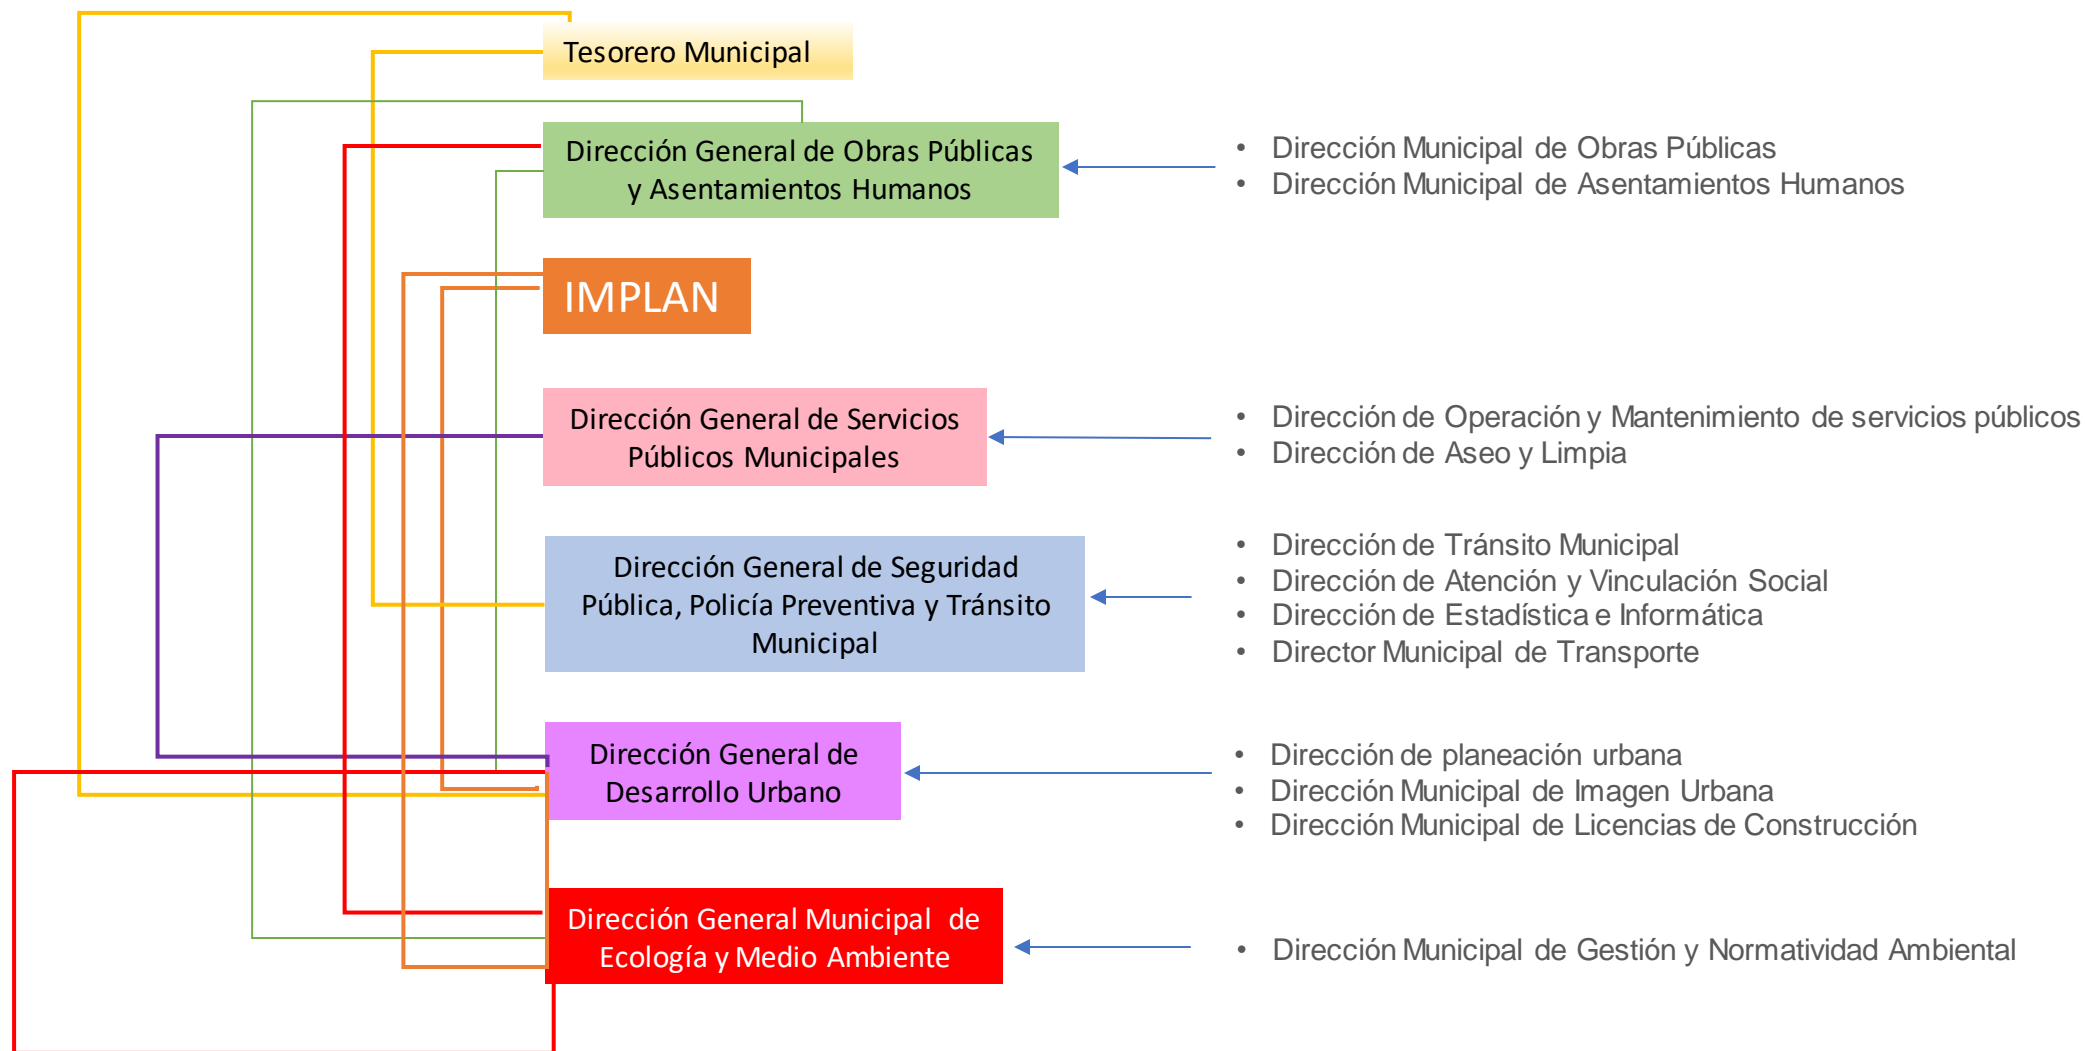 Tesorero Municipal
Dirección General de Obras Públicas
y Asentamientos Humanos
• Dirección Municipal de Obras Públicas
• Dirección Municipal de Asentamientos Humanos
IMPLAN
Dirección General de Servicios
Públicos Municipales
• Dirección de Operación y Mantenimiento de servicios públicos
• Dirección de Aseo y Limpia
Dirección General de Seguridad
Pública, Policía Preventiva y Tránsito
Municipal
• Dirección de Tránsito Municipal
• Dirección de Atención y Vinculación Social
• Dirección de Estadística e Informática
• Director Municipal de Transporte
Dirección General de
Desarrollo Urbano
• Dirección de planeación urbana
• Dirección Municipal de Imagen Urbana
• Dirección Municipal de Licencias de Construcción
Dirección General Municipal de
Ecología y Medio Ambiente
• Dirección Municipal de Gestión y Normatividad Ambiental